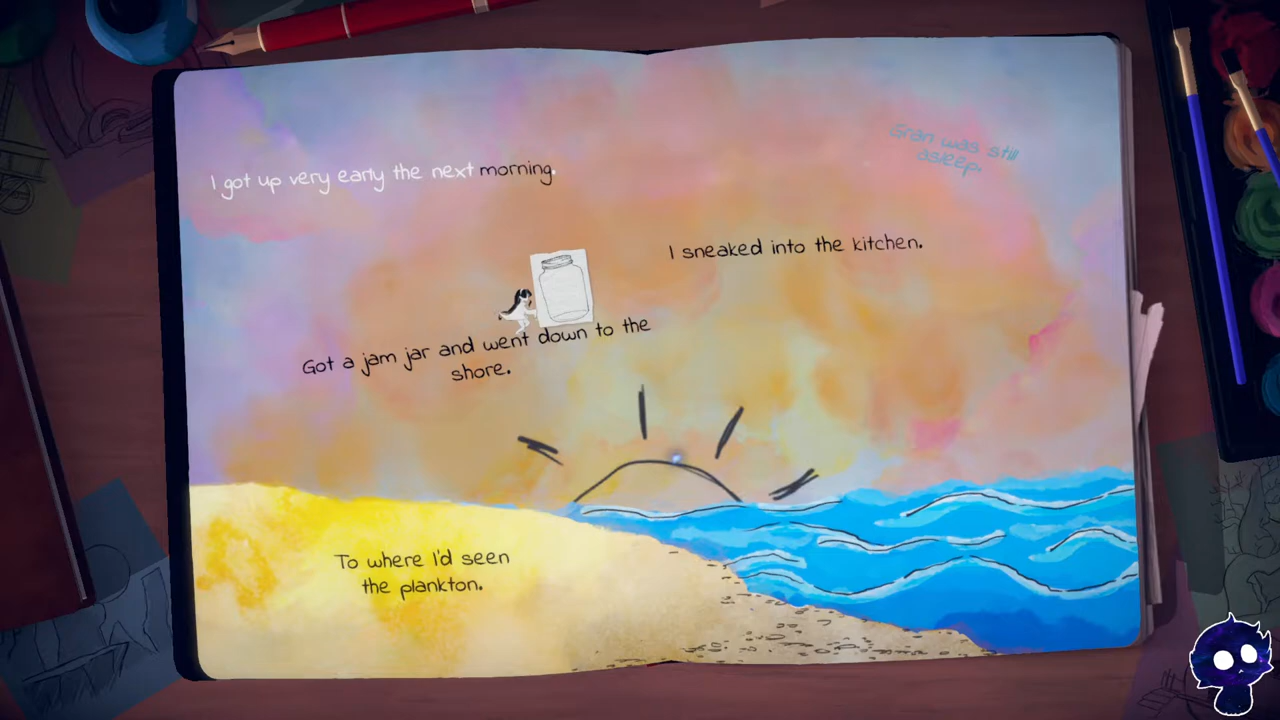 I got up very early the next morning.
Gran was still
asleep.
I sneaked into the kitchen.
Got a jam jar and went down to the
shore.
To where I'd seen
the plankton.